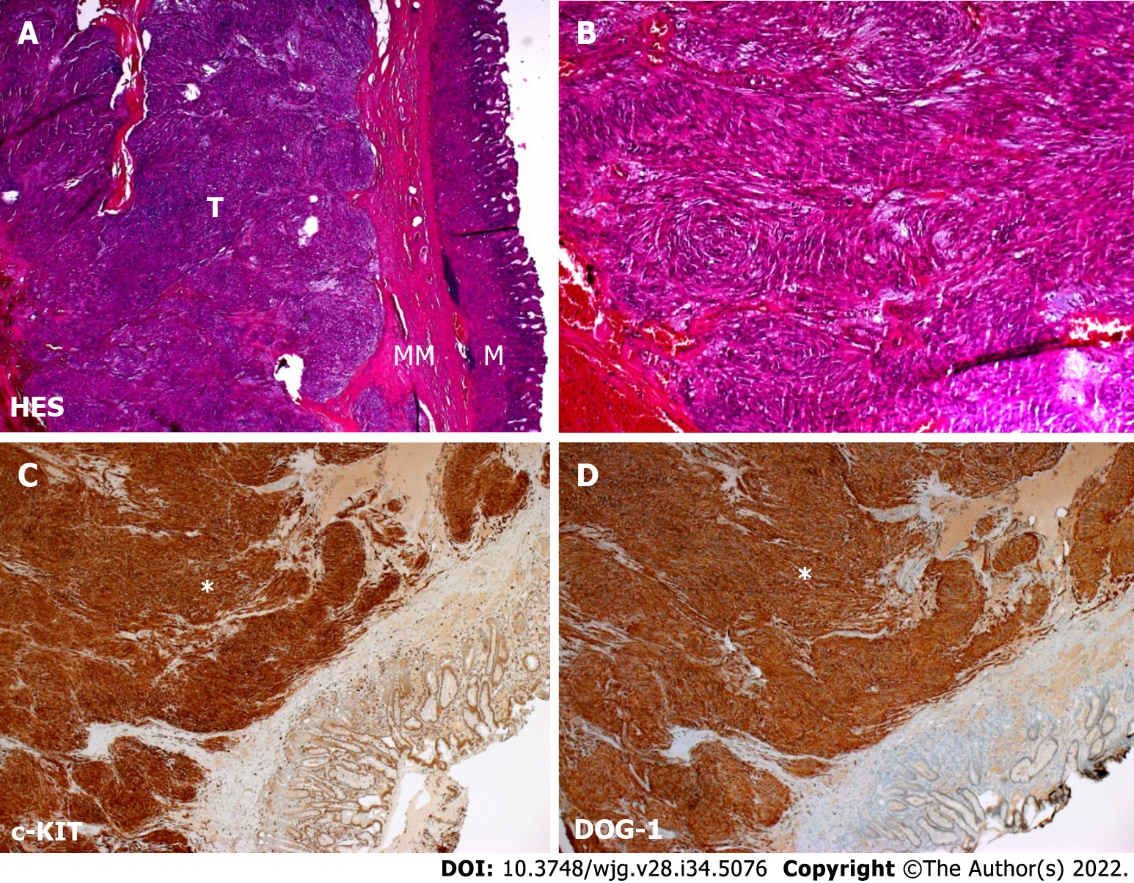 A
B
T
MM
M
HES
C
D
*
*
c-KIT
DOG-1
DOI: 10.3748/wjg.v28.i34.5076 Copyright ©The Author(s) 2022.